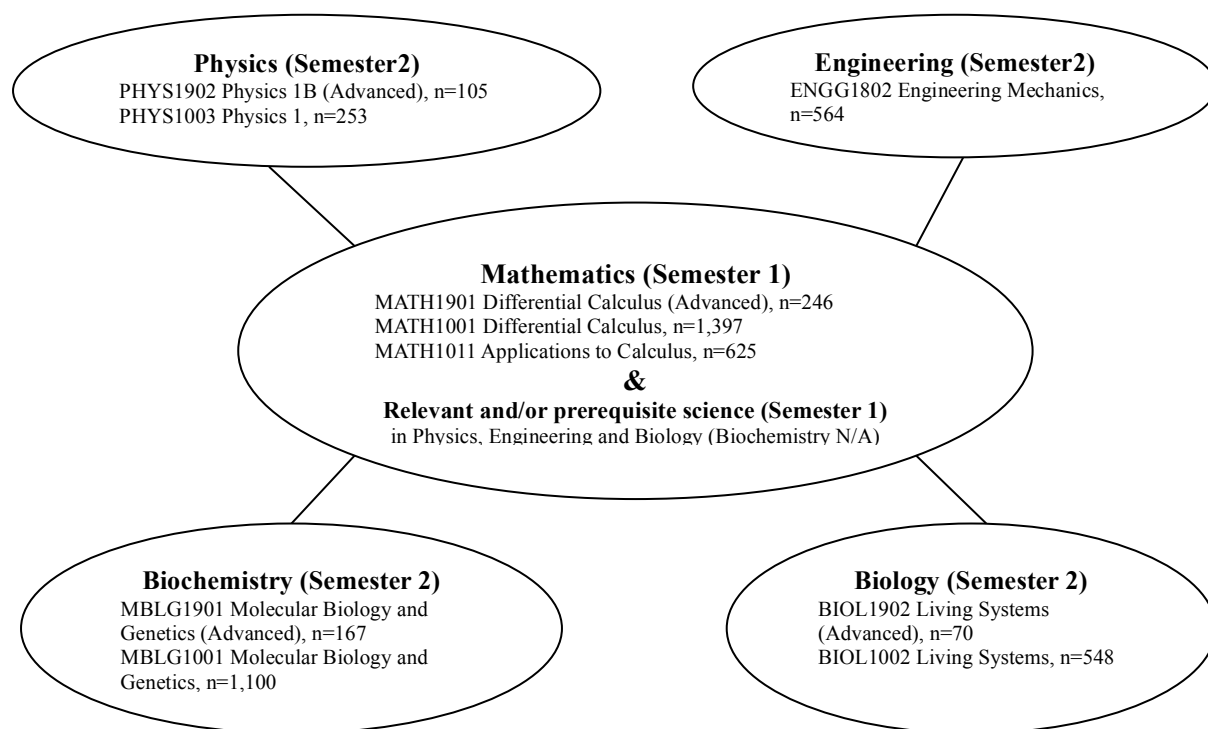 Physics (Semester2)
PHYS1902 Physics 1B (Advanced), n=105
PHYS1003 Physics 1, n=253
Engineering (Semester2)
ENGG1802 Engineering Mechanics,
n=564
Mathematics (Semester 1)
MATH1901 Differential Calculus (Advanced), n=246
MATH1001 Differential Calculus, n=1,397
MATH1011 Applications to Calculus, n=625
&
Relevant and/or prerequisite science (Semester 1)
in Physics, Engineering and Biology (Biochemistry N/A)
Biochemistry (Semester 2)
MBLG1901 Molecular Biology and
Genetics (Advanced), n=167
MBLG1001 Molecular Biology and
Genetics, n=1,100
Biology (Semester 2)
BIOL1902 Living Systems
(Advanced), n=70
BIOL1002 Living Systems, n=548